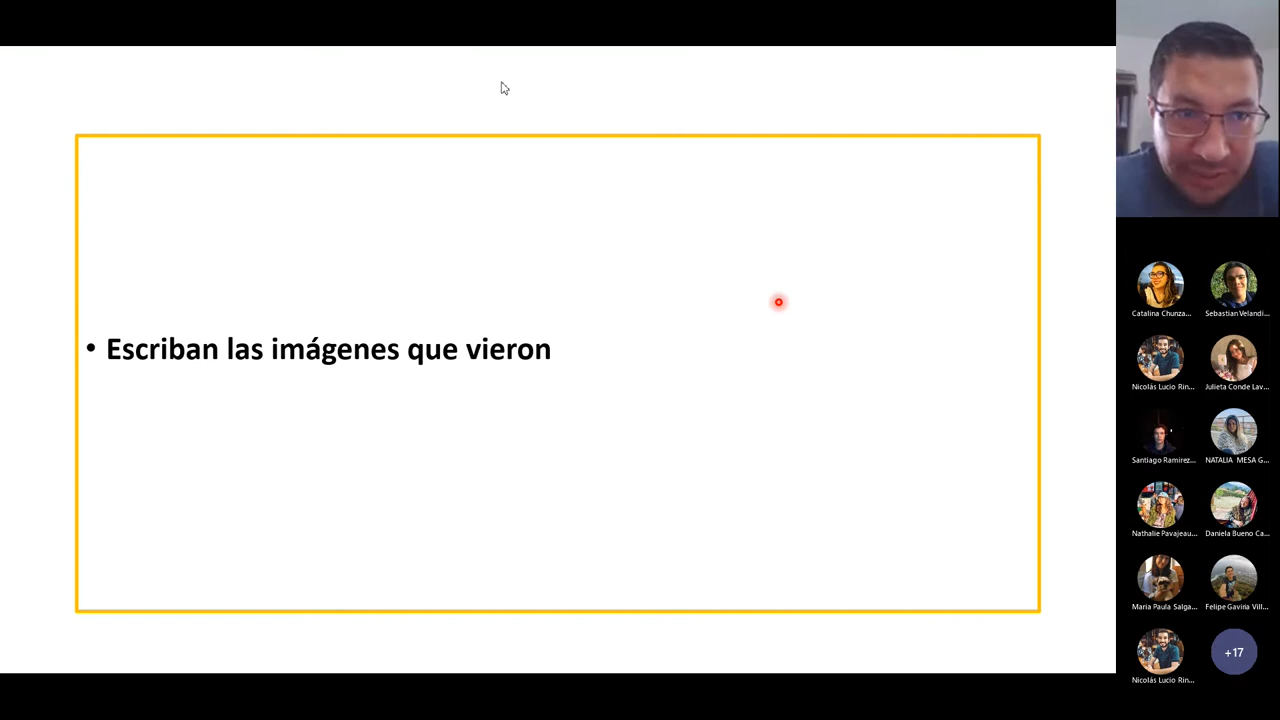 • Escriban las imágenes que vieron
Catalina Chunza...
Sebastian Velandi...
Nicolás Lucio Rin...
Julieta Conde Lav...
Santiago Ramirez...
NATALIA MESA G...
Nathalie Pavajeau...
Daniela Bueno Ca...
Maria Paula Salga...
Felipe Gaviria Vill...
Nicolás Lucio Rin...
+17